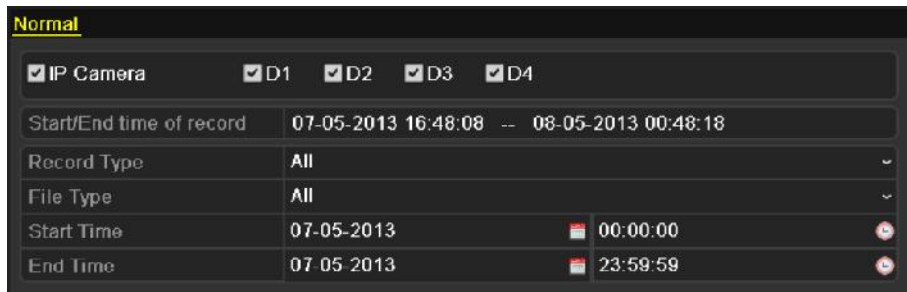 Normal
IP Camera D1 D2 D3 D4
Start/End time of record 07-05-2013 16:48:08 -- 08-05-2013 00:48:18
Record Type All
File Type All
Start Time 07-05-2013 00:00:00
End Time 07-05-2013 23:59:59